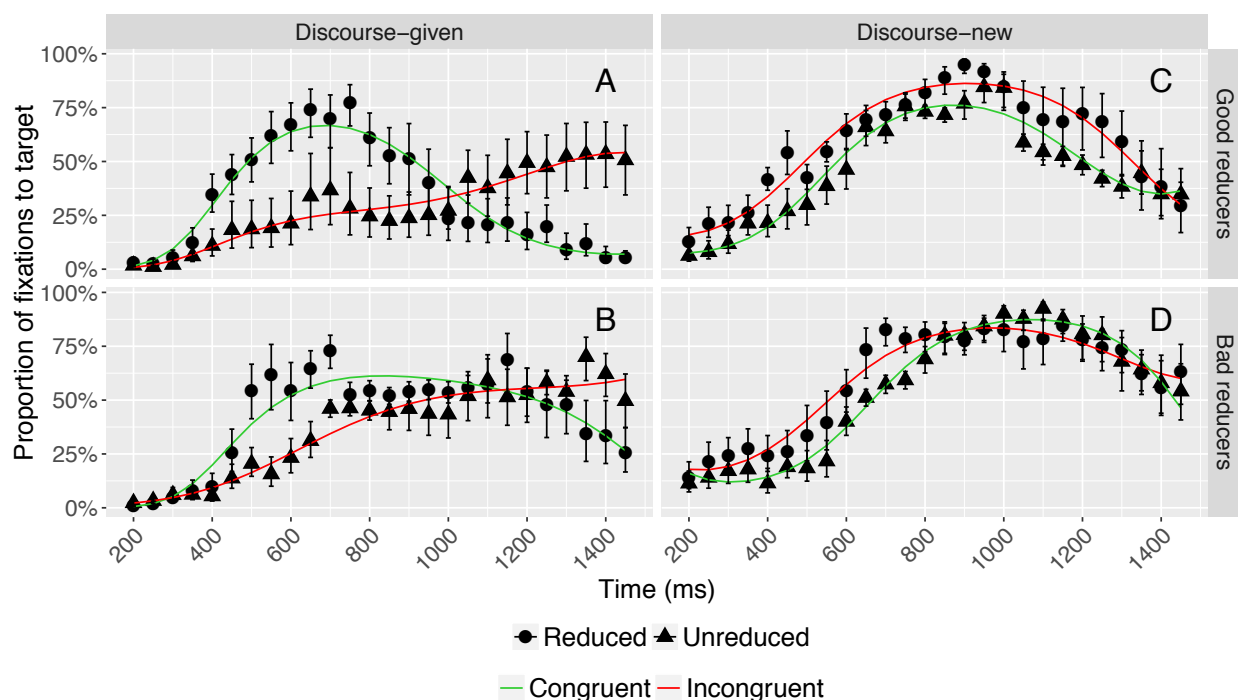 Discourse−given Discourse−new
Proportion of fixations to target
100%
75%
50%
25%
0%
A
C
Good reducers
100%
75%
50%
25%
0%
B
D
Bad reducers
200 400 600 800 1000 1200 1400 200 400 600 800 1000 1200 1400
Time (ms)
Reduced Unreduced
Congruent Incongruent